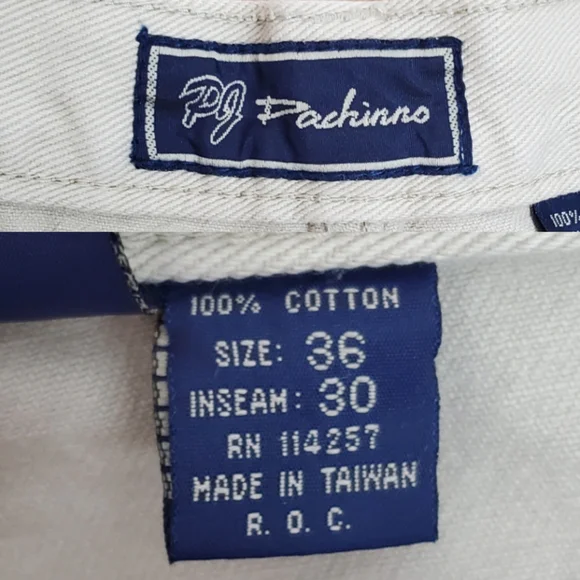 PJ Pachinno
100%
100% COTTON
SIZE: 36
INSEAM: 30
RN 114257
MADE IN TAIWAN
R. O. C.